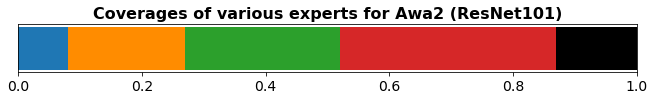 Coverages of various experts for Awa2 (ResNet101)
0.0 0.2 0.4 0.6 0.8 1.0